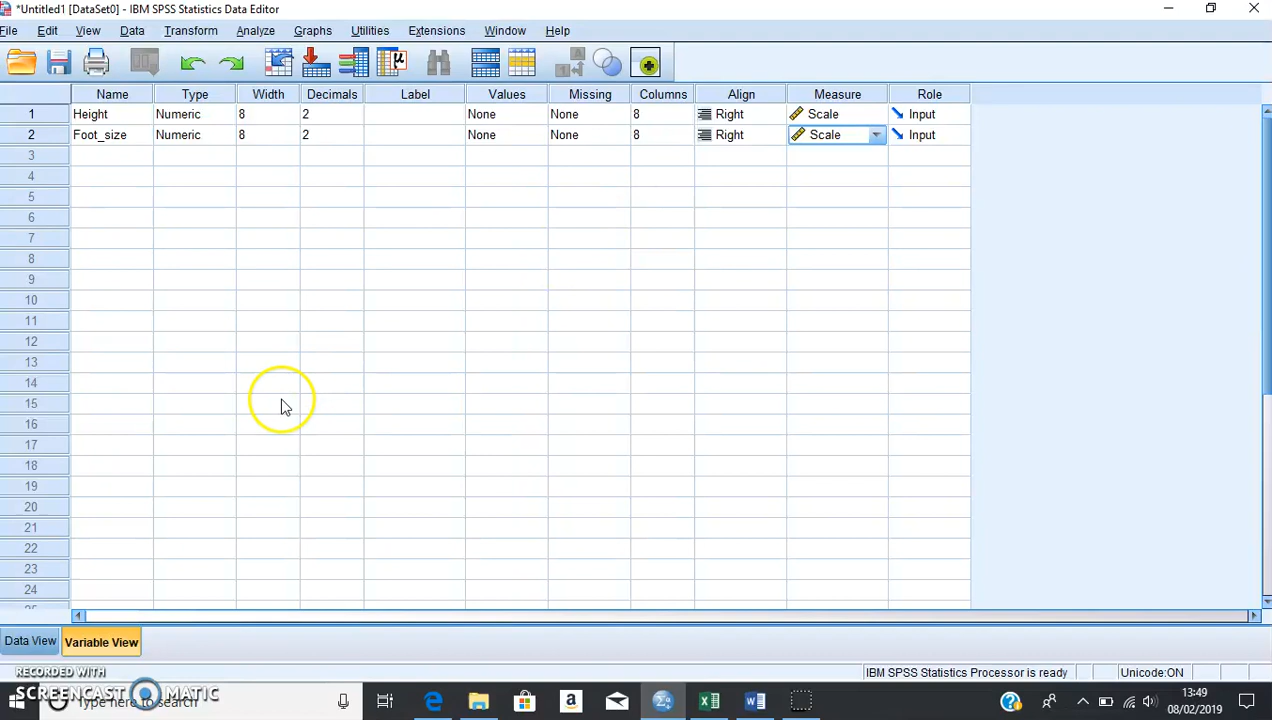 *Untitled1 [DataSet0] - IBM SPSS Statistics Data Editor
File Edit View Data Transform Analyze Graphs Utilities Extensions Window Help
Name Type Width Decimals Label Values Missing Columns Align Measure Role
1 Height Numeric 8 2 None None 8 Right Scale Input
2 Foot_size Numeric 8 2 None None 8 Right Scale Input
3
4
5
6
7
8
9
10
11
12
13
14
15
16
17
18
19
20
21
22
23
24
Data View Variable View
IBM SPSS Statistics Processor is ready Unicode:ON
RECORDED WITH
SCREENCAST MATIC
Type here to search
13:49
08/02/2019